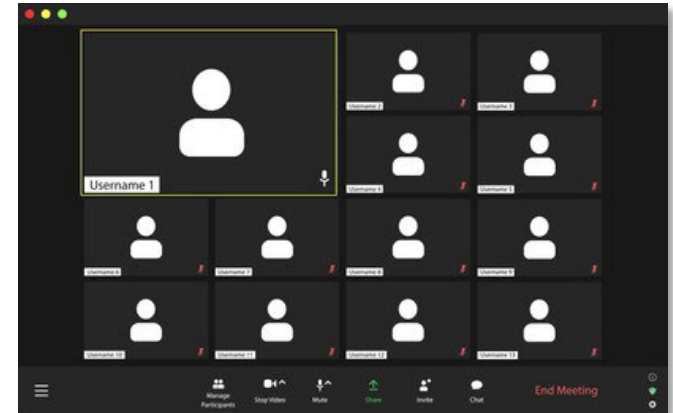 Username 2
Username 3
Username 1
Username 4
Username 5
Username 6
Username 7
Username 8
Username 9
Username 10
Username 11
Username 12
Username 13
Manage
Participants
Stop Video
Mute
Share
Invite
Chat
End Meeting